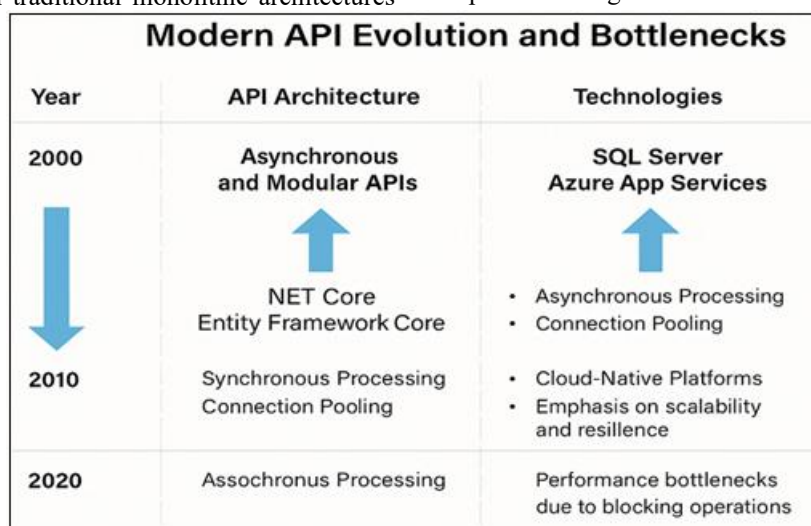 traditional monolithic architectures
Modern API Evolution and Bottlenecks
Year API Architecture Technologies
2000 Asynchronous and Modular APIs SQL Server Azure App Services
NET Core
Entity Framework Core
• Asynchronous Processing
• Connection Pooling
2010
Synchronous Processing
Connection Pooling
• Cloud-Native Platforms
• Emphasis on scalability
and resillence
2020 Assochronus Processing
Performance bottlenecks
due to blocking operations